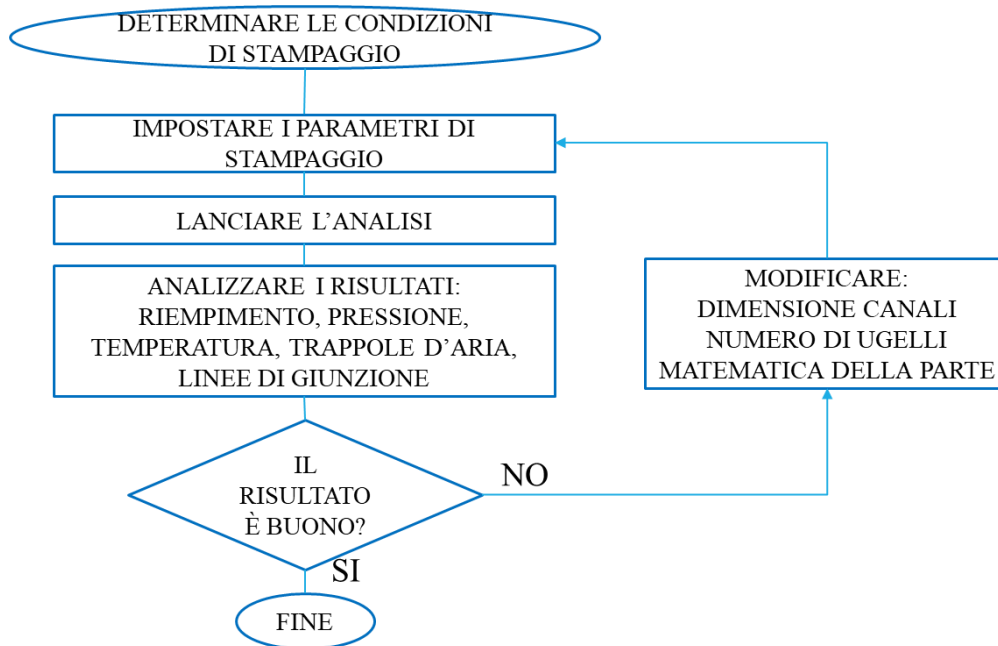 DETERMINARE LE CONDIZIONI
DI STAMPAGGIO
IMPOSTARE I PARAMETRI DI
STAMPAGGIO
LANCIARE L'ANALISI
ANALIZZARE I RISULTATI:
RIEMPIMENTO, PRESSIONE,
TEMPERATURA, TRAPPOLE D'ARIA,
LINEE DI GIUNZIONE
IL
RISULTATO
È BUONO?
NO
MODIFICARE:
DIMENSIONE CANALI
NUMERO DI UGELLI
MATEMATICA DELLA PARTE
SI
FINE